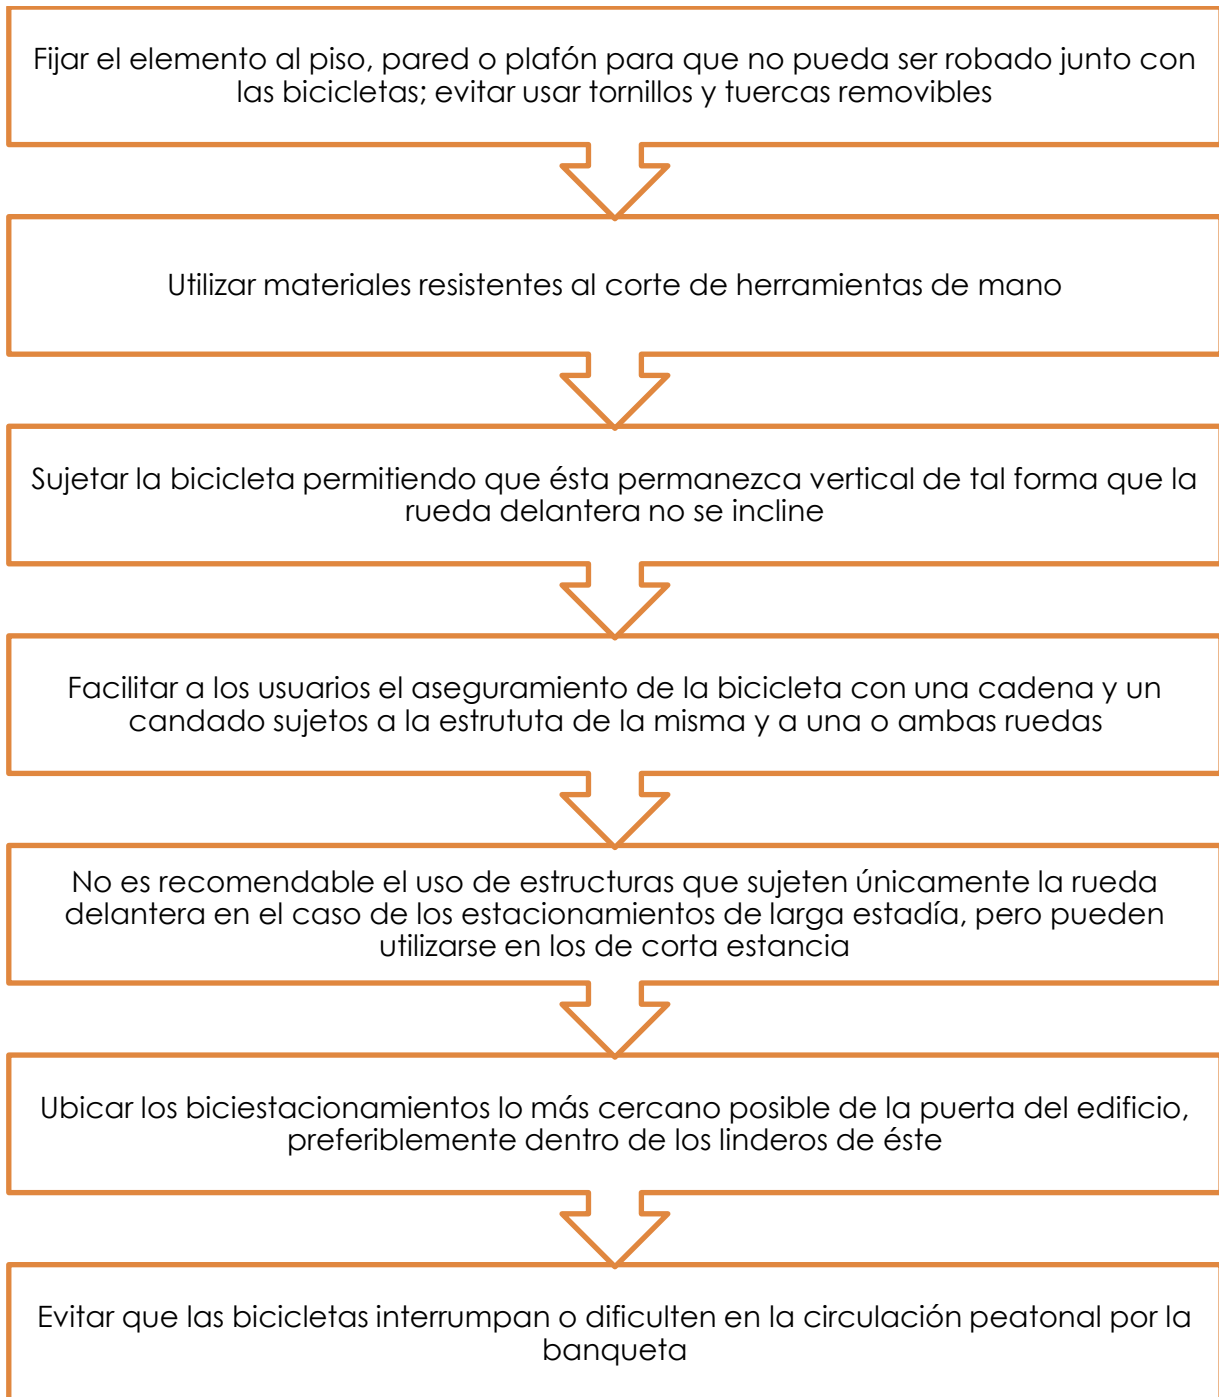 Fijar el elemento al piso, pared o plafón para que no pueda ser robado junto con
las bicicletas; evitar usar tornillos y tuercas removibles
Utilizar materiales resistentes al corte de herramientas de mano
Sujetar la bicicleta permitiendo que ésta permanezca vertical de tal forma que la
rueda delantera no se incline
Facilitar a los usuarios el aseguramiento de la bicicleta con una cadena y un
candado sujetos a la estrututa de la misma y a una o ambas ruedas
No es recomendable el uso de estructuras que sujeten únicamente la rueda
delantera en el caso de los estacionamientos de larga estadía, pero pueden
utilizarse en los de corta estancia
Ubicar los biciestacionamientos lo más cercano posible de la puerta del edificio,
preferiblemente dentro de los linderos de éste
Evitar que las bicicletas interrumpan o dificulten en la circulación peatonal por la
banqueta